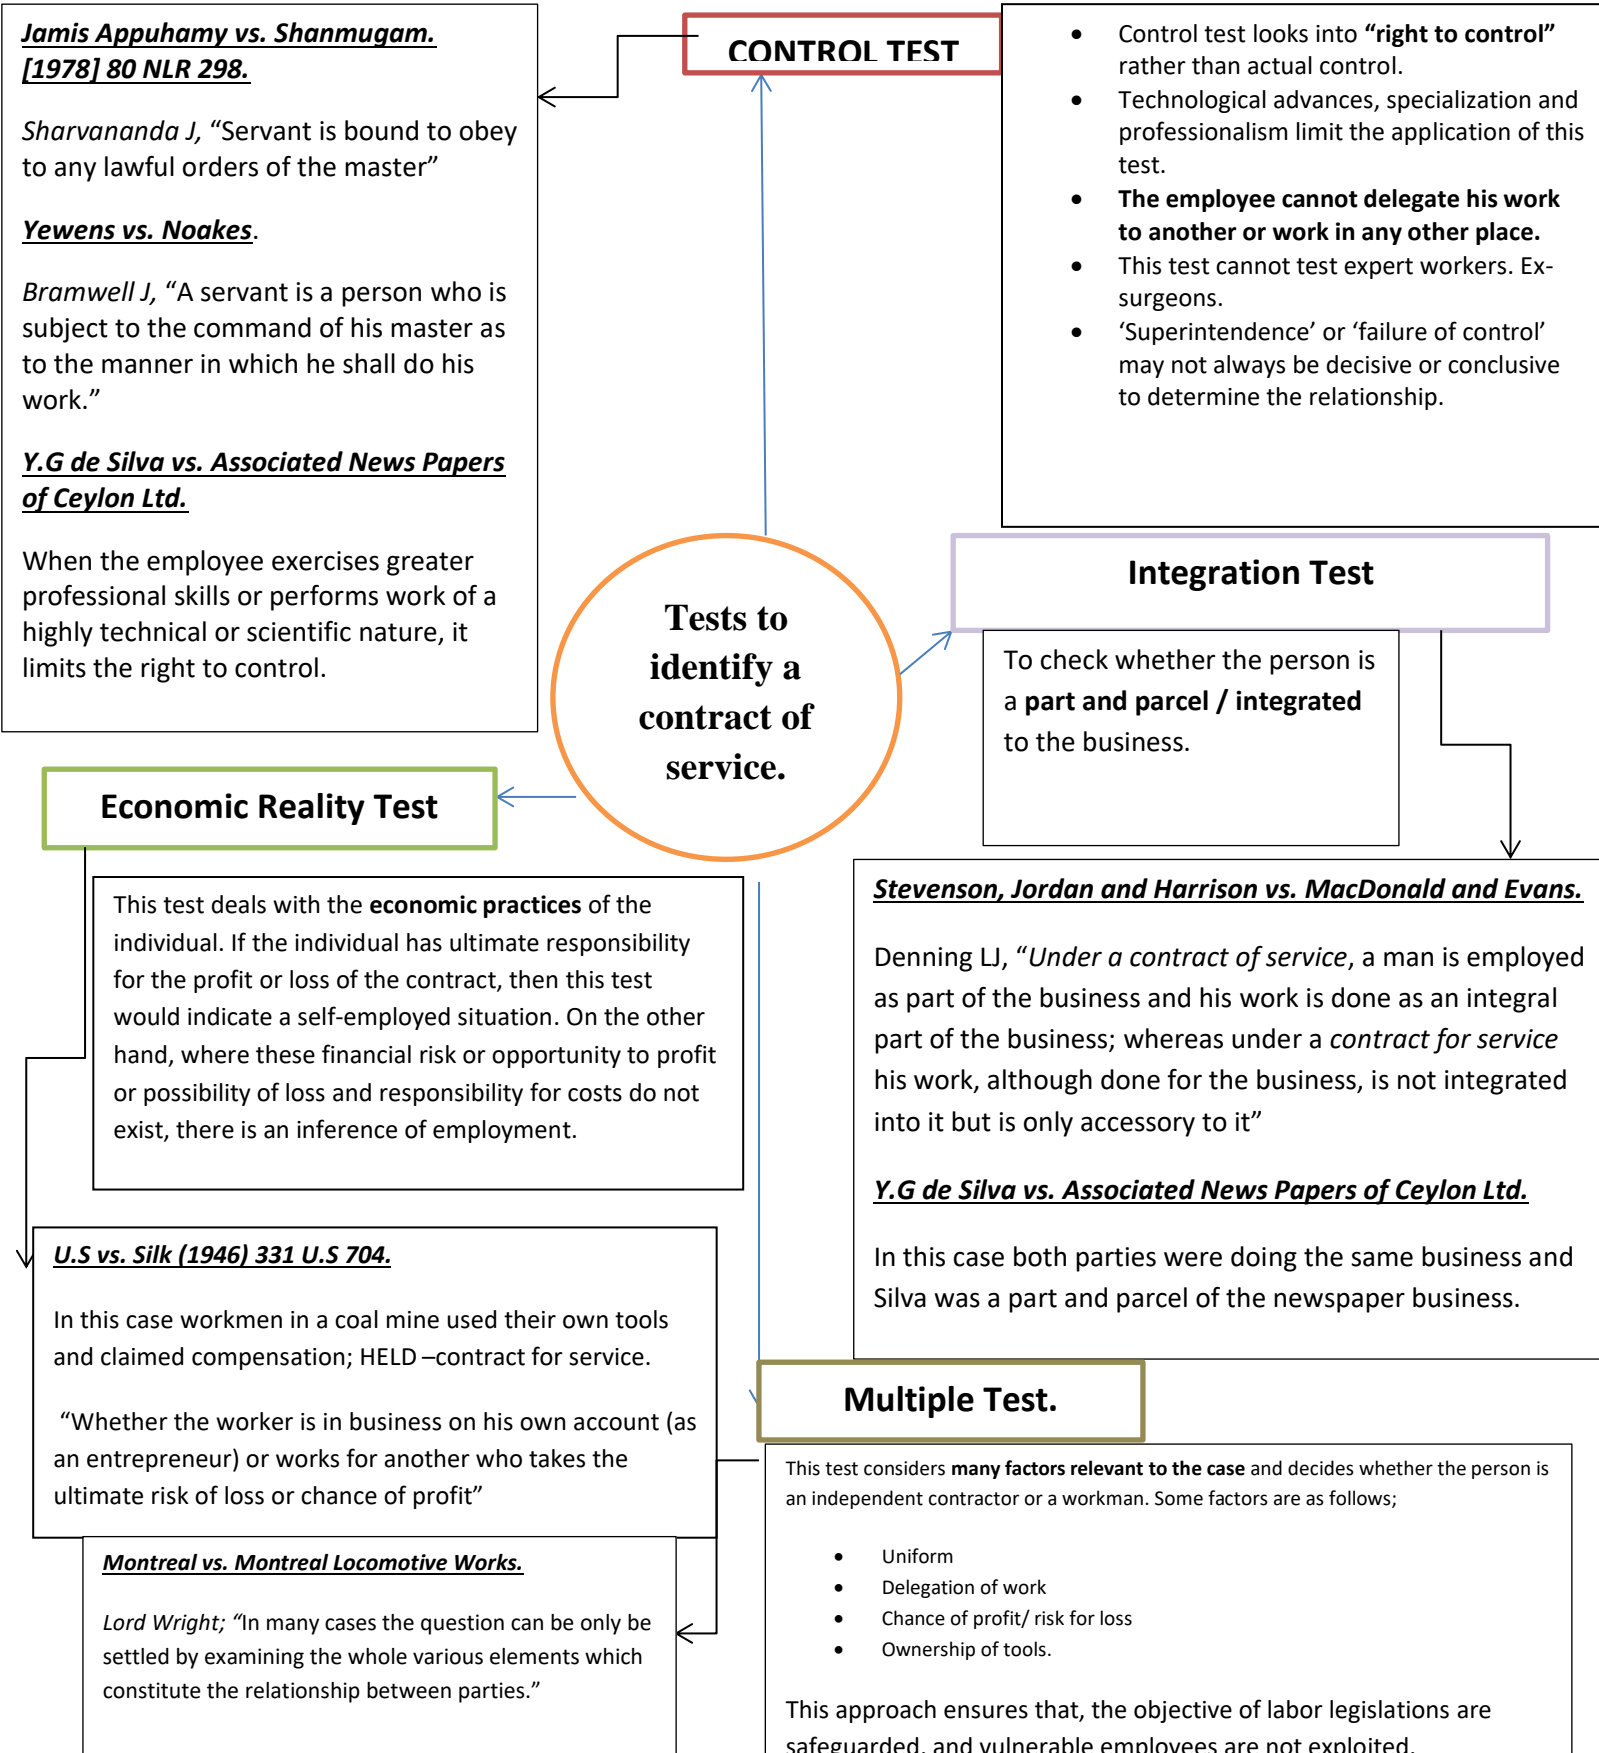 Jamis Appuhamy vs. Shanmugam.
[1978] 80 NLR 298.
Sharvananda J, “Servant is bound to obey
to any lawful orders of the master”
Yewens vs. Noakes.
Bramwell J, “A servant is a person who is
subject to the command of his master as
to the manner in which he shall do his
work.”
Y.G de Silva vs. Associated News Papers
of Ceylon Ltd.
When the employee exercises greater
professional skills or performs work of a
highly technical or scientific nature, it
limits the right to control.
CONTROL TEST
• Control test looks into “right to control”
rather than actual control.
• Technological advances, specialization and
professionalism limit the application of this
test.
• The employee cannot delegate his work
to another or work in any other place.
• This test cannot test expert workers. Ex-
surgeons.
• ‘Superintendence’ or ‘failure of control’
may not always be decisive or conclusive
to determine the relationship.
Tests to
identify a
contract of
service.
Integration Test
To check whether the person is
a part and parcel / integrated
to the business.
Stevenson, Jordan and Harrison vs. MacDonald and Evans.
Denning LJ, “Under a contract of service, a man is employed
as part of the business and his work is done as an integral
part of the business; whereas under a contract for service
his work, although done for the business, is not integrated
into it but is only accessory to it”
Y.G de Silva vs. Associated News Papers of Ceylon Ltd.
In this case both parties were doing the same business and
Silva was a part and parcel of the newspaper business.
Economic Reality Test
This test deals with the economic practices of the
individual. If the individual has ultimate responsibility
for the profit or loss of the contract, then this test
would indicate a self-employed situation. On the other
hand, where these financial risk or opportunity to profit
or possibility of loss and responsibility for costs do not
exist, there is an inference of employment.
U.S vs. Silk (1946) 331 U.S 704.
In this case workmen in a coal mine used their own tools
and claimed compensation; HELD –contract for service.
“Whether the worker is in business on his own account (as
an entrepreneur) or works for another who takes the
ultimate risk of loss or chance of profit”
Multiple Test.
This test considers many factors relevant to the case and decides whether the person is
an independent contractor or a workman. Some factors are as follows;
• Uniform
• Delegation of work
• Chance of profit/ risk for loss
• Ownership of tools.
This approach ensures that, the objective of labor legislations are
safeguarded, and vulnerable employees are not exploited.
Montreal vs. Montreal Locomotive Works.
Lord Wright; “In many cases the question can be only be
settled by examining the whole various elements which
constitute the relationship between parties.”